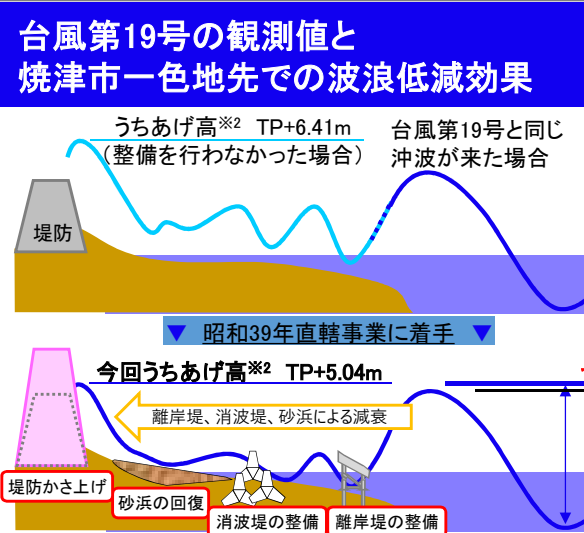 台風第19号の観測値と
焼津市一色地先での波浪低減効果
うちあげ高※2 TP+6.41m
(整備を行わなかった場合)
台風第19号と同じ
沖波が来た場合
堤防
▼ 昭和39年直轄事業に着手 ▼
今回うちあげ高※2 TP+5.04m
離岸堤、消波堤、砂浜による減衰
堤防かさ上げ
砂浜の回復
消波堤の整備
離岸堤の整備